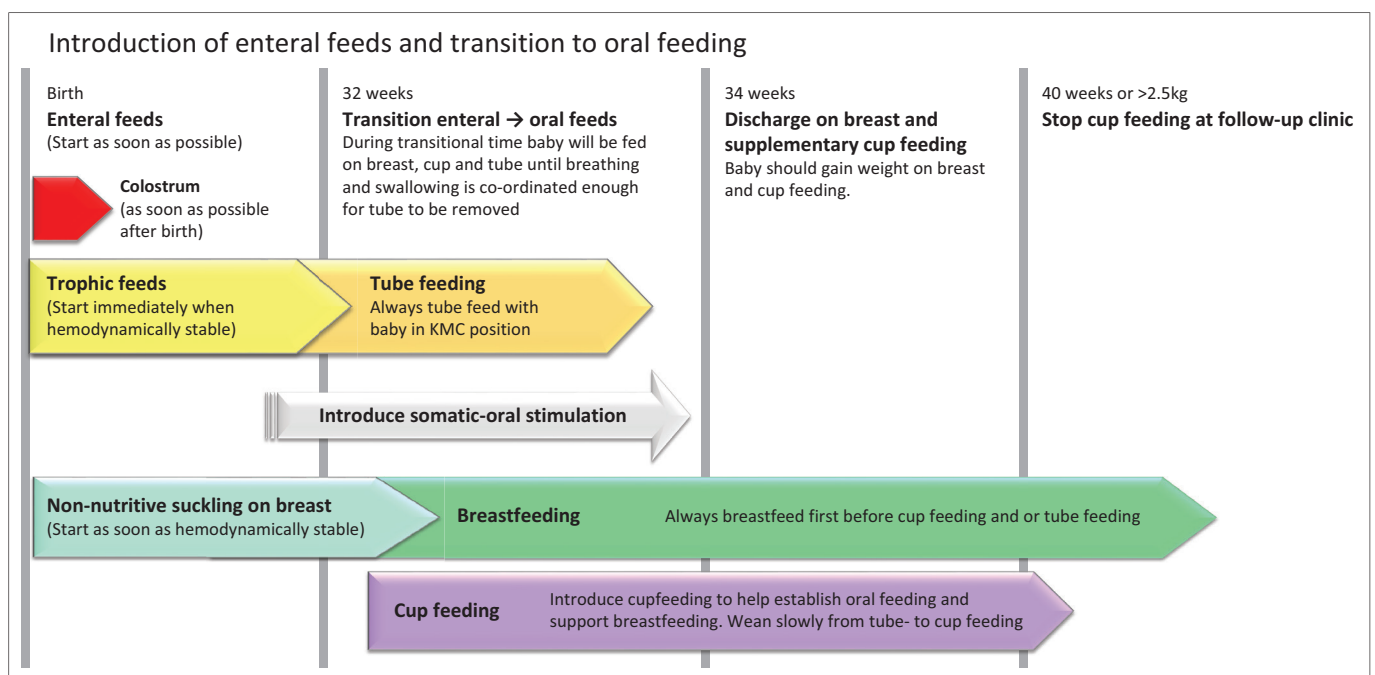 Introduction of enteral feeds and transition to oral feeding
Birth
Enteral feeds
(Start as soon as possible)
32 weeks
Transition enteral → oral feeds
During transitional time baby will be fed
on breast, cup and tube until breathing
and swallowing is co-ordinated enough
for tube to be removed
34 weeks
Discharge on breast and
supplementary cup feeding
Baby should gain weight on breast
and cup feeding.
40 weeks or >2.5kg
Stop cup feeding at follow-up clinic
Colostrum
(as soon as possible
after birth)
Trophic feeds
(Start immediately when
hemodynamically stable)
Tube feeding
Always tube feed with
baby in KMC position
Introduce somatic-oral stimulation
Non-nutritive suckling on breast
(Start as soon as hemodynamically stable)
Breastfeeding
Always breastfeed first before cup feeding and or tube feeding
Cup feeding
Introduce cupfeeding to help establish oral feeding and
support breastfeeding. Wean slowly from tube- to cup feeding